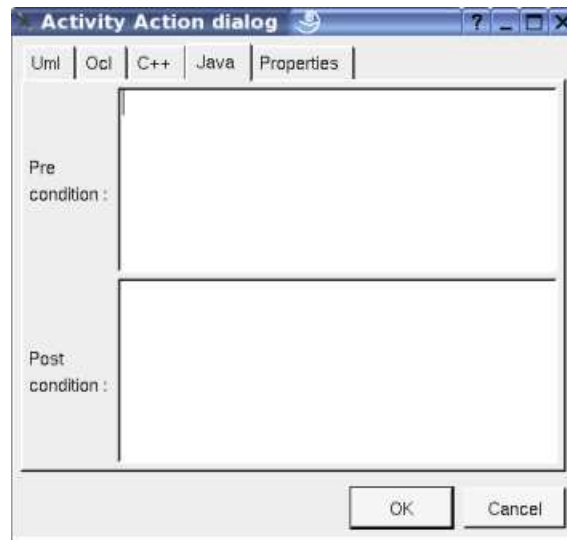 Activity Action dialog
Uml Ocl C++ Java Properties
Pre
condition :
Post
condition :
OK Cancel